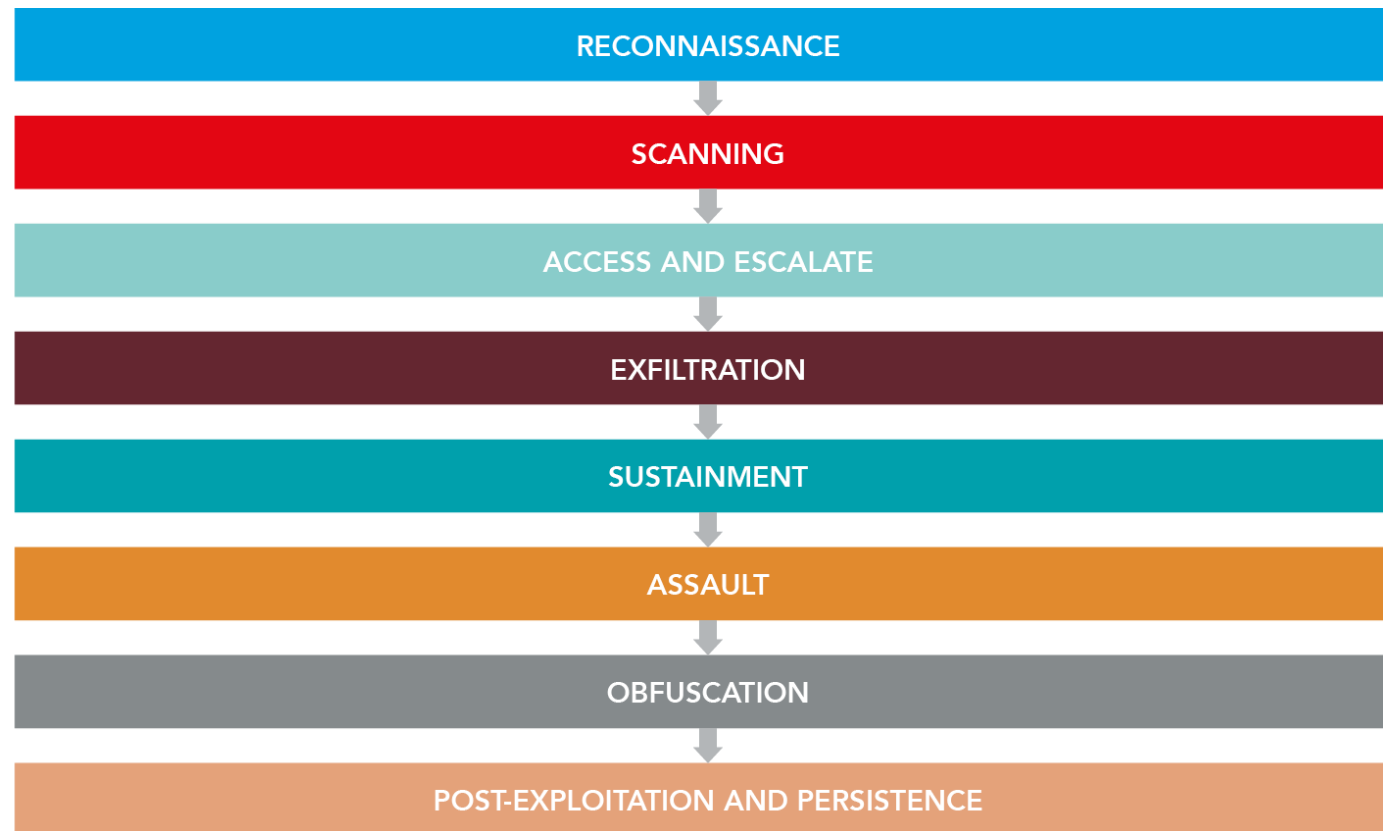 RECONNAISSANCE
SCANNING
ACCESS AND ESCALATE
EXFILTRATION
SUSTAINMENT
ASSAULT
OBFUSCATION
POST-EXPLOITATION AND PERSISTENCE